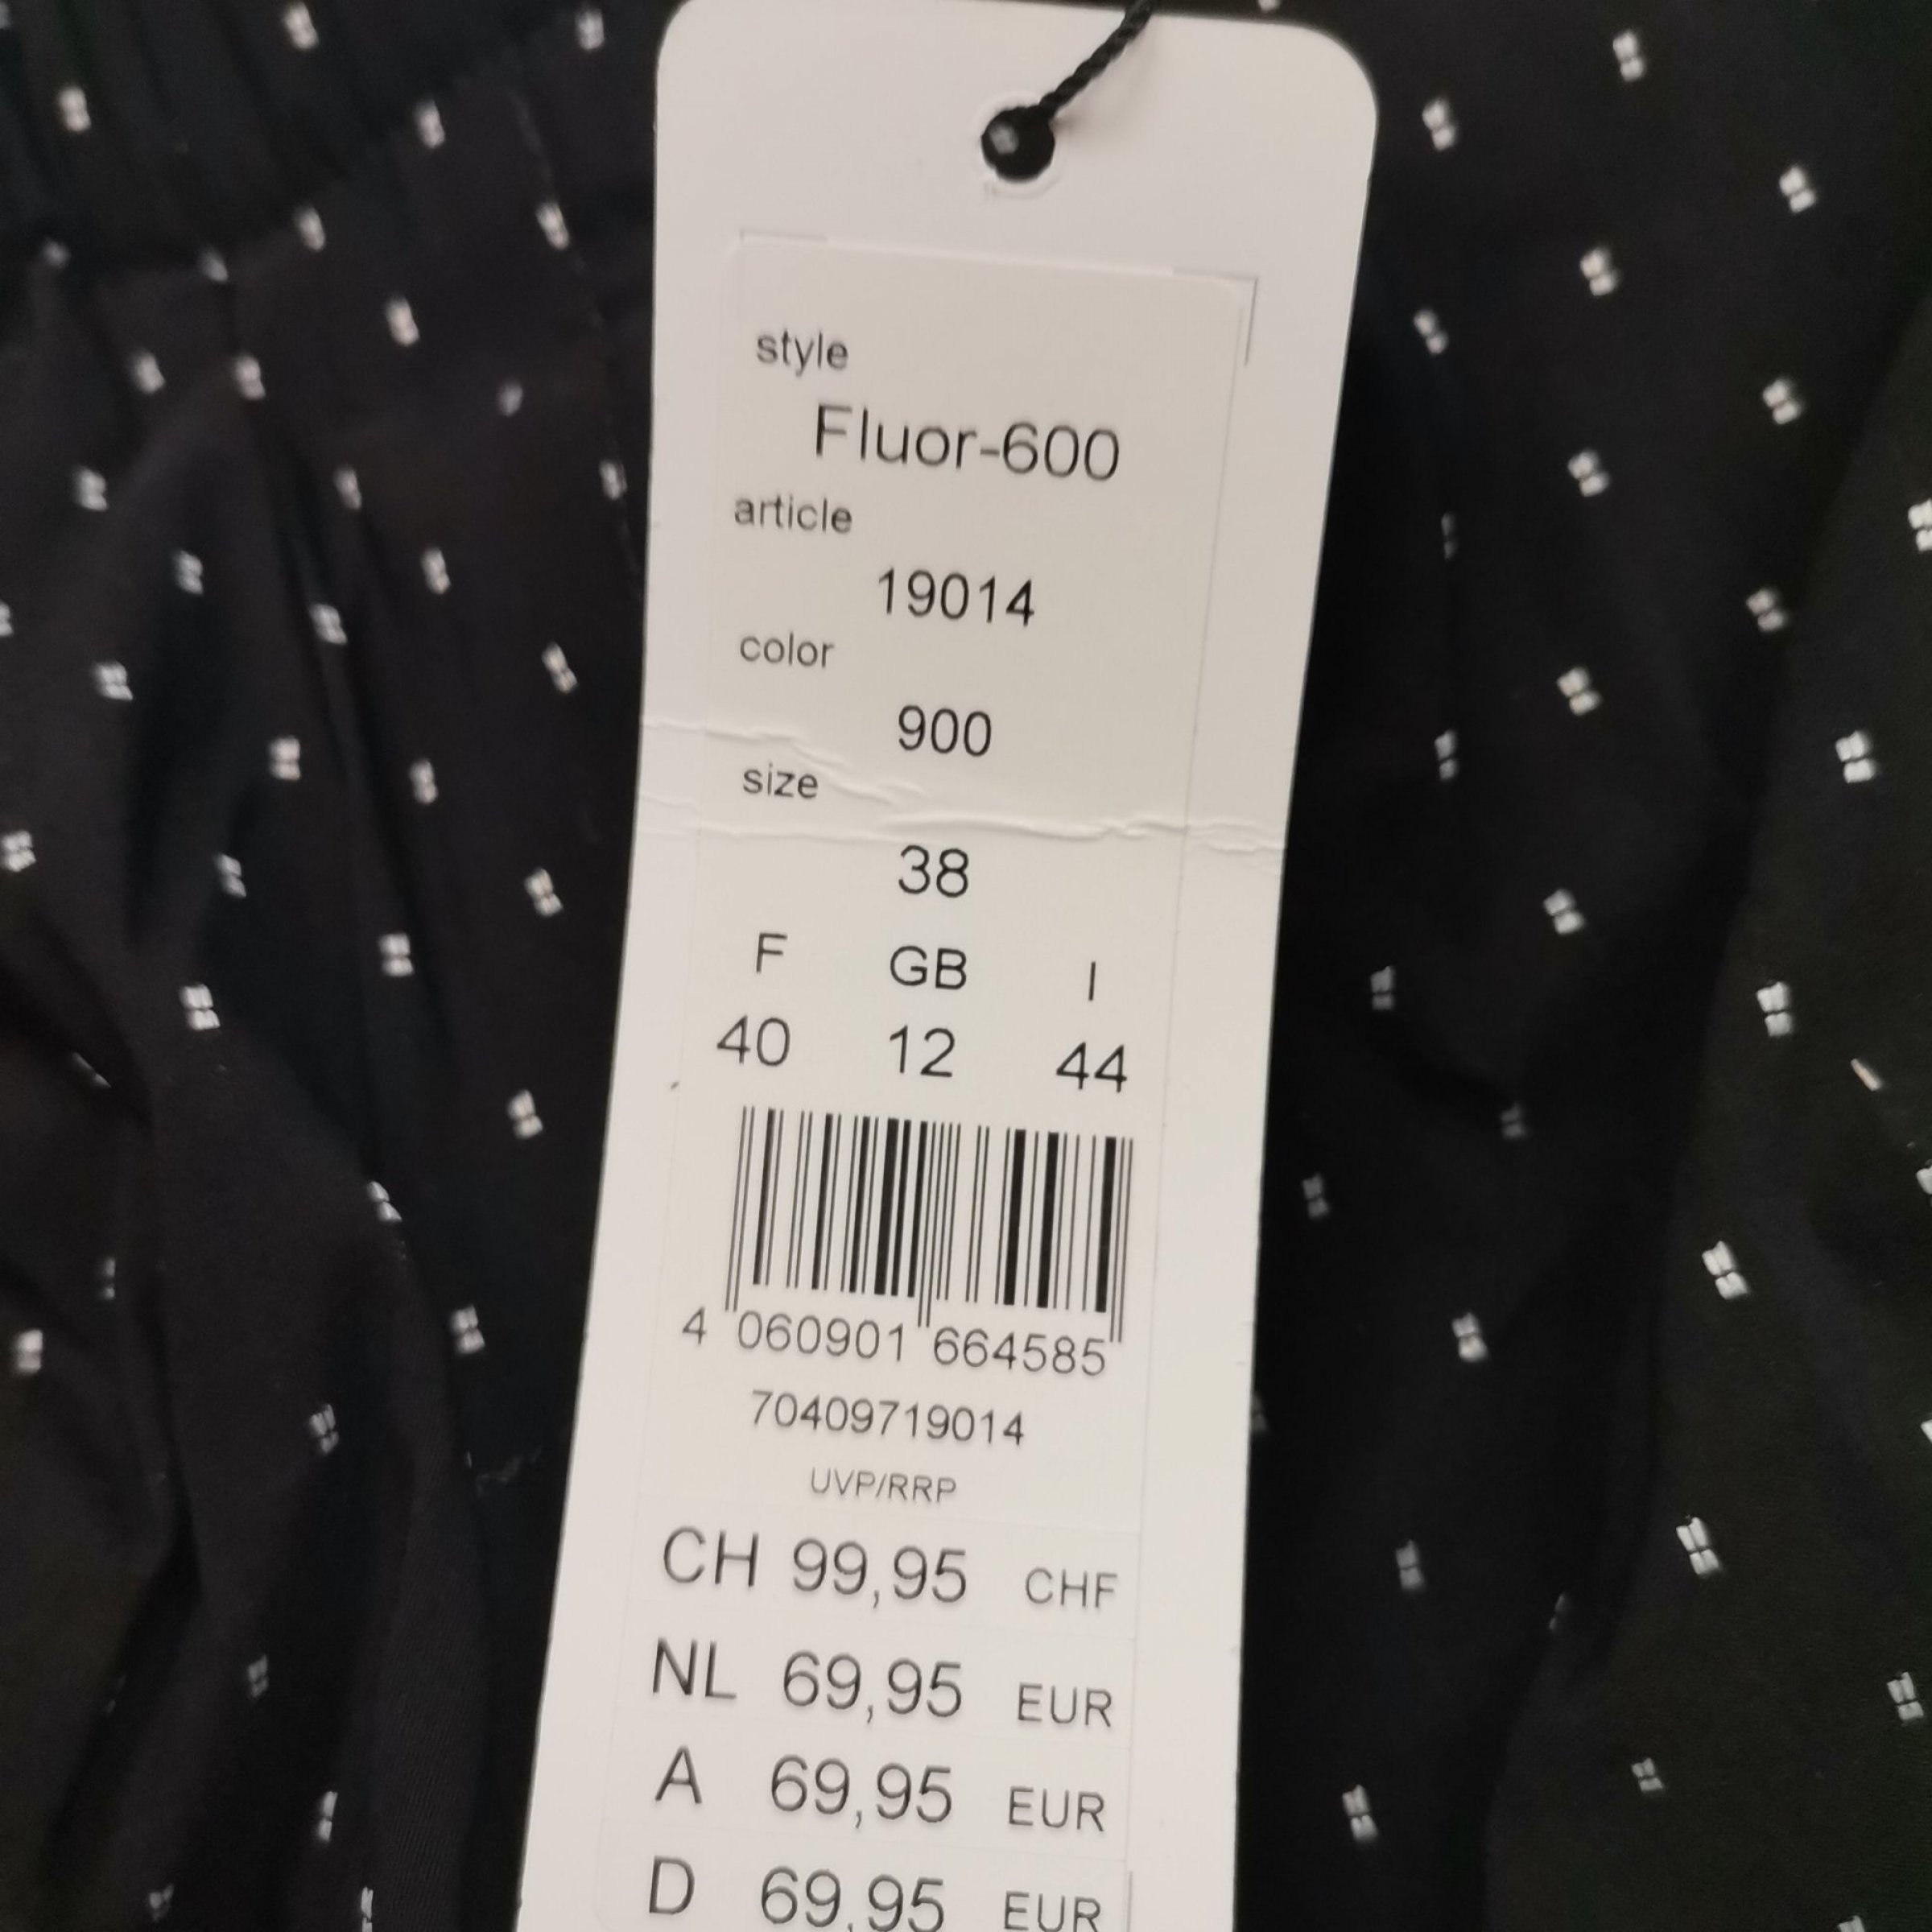 style
Fluor-600
article
19014
color
900
size
38
F GB I
40 12 44
4 060901 664585
70409719014
UVP/RRP
CH 99,95 CHF
NL 69,95 EUR
A 69,95 EUR
D 69,95 EUR